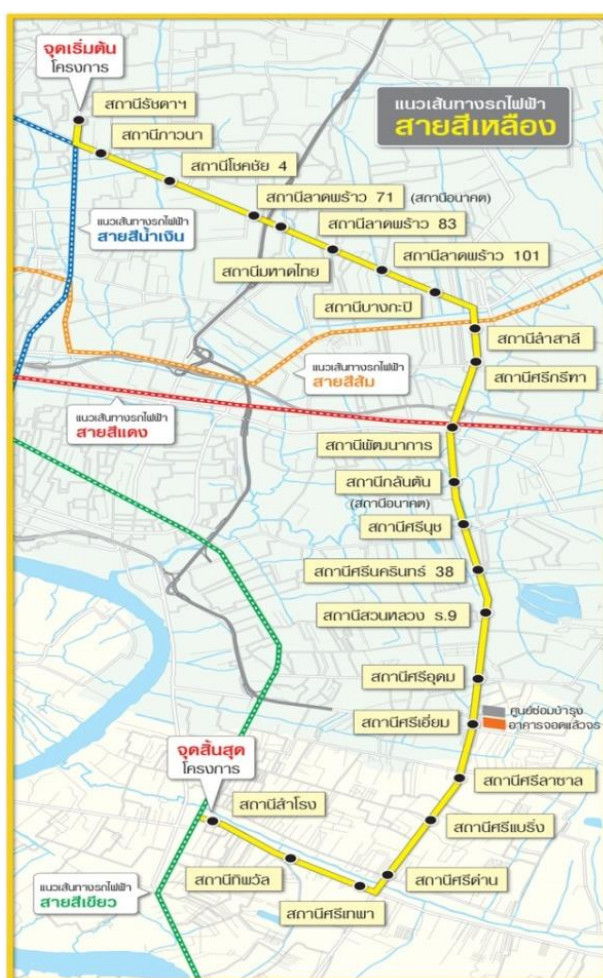 จุดเริ่มต้น
โครงการ
แนวเส้นทางรถไฟฟ้า
สายสีเหลือง
สถานีรัชดาฯ
สถานีภาวนา
สถานีโชคชัย 4
สถานีลาดพร้าว 71 (สถานีอนาคต)
สถานีลาดพร้าว 83
แนวเส้นทางรถไฟฟ้า
สายสีน้ำเงิน
สถานีมหาดไทย
สถานีลาดพร้าว 101
สถานีบางกะปิ
สถานีลำสาลี
สถานีศรีกรีฑา
แนวเส้นทางรถไฟฟ้า
สายสีส้ม
แนวเส้นทางรถไฟฟ้า
สายสีแดง
สถานีพัฒนาการ
สถานีกลันตัน
(สถานีอนาคต)
สถานีศรีนุช
สถานีศรีนครินทร์ 38
สถานีสวนหลวง ร.9
สถานีศรีอุดม
ศูนย์ซ่อมบำรุง
อาคารจอดแล้วจร
สถานีศรีเอี่ยม
จุดสิ้นสุด
โครงการ
สถานีศรีลาซาล
สถานีสำโรง
สถานีศรีแบริ่ง
สถานีศรีด่าน
สถานีทิพวัล
สถานีศรีเทพา
แนวเส้นทางรถไฟฟ้า
สายสีเขียว